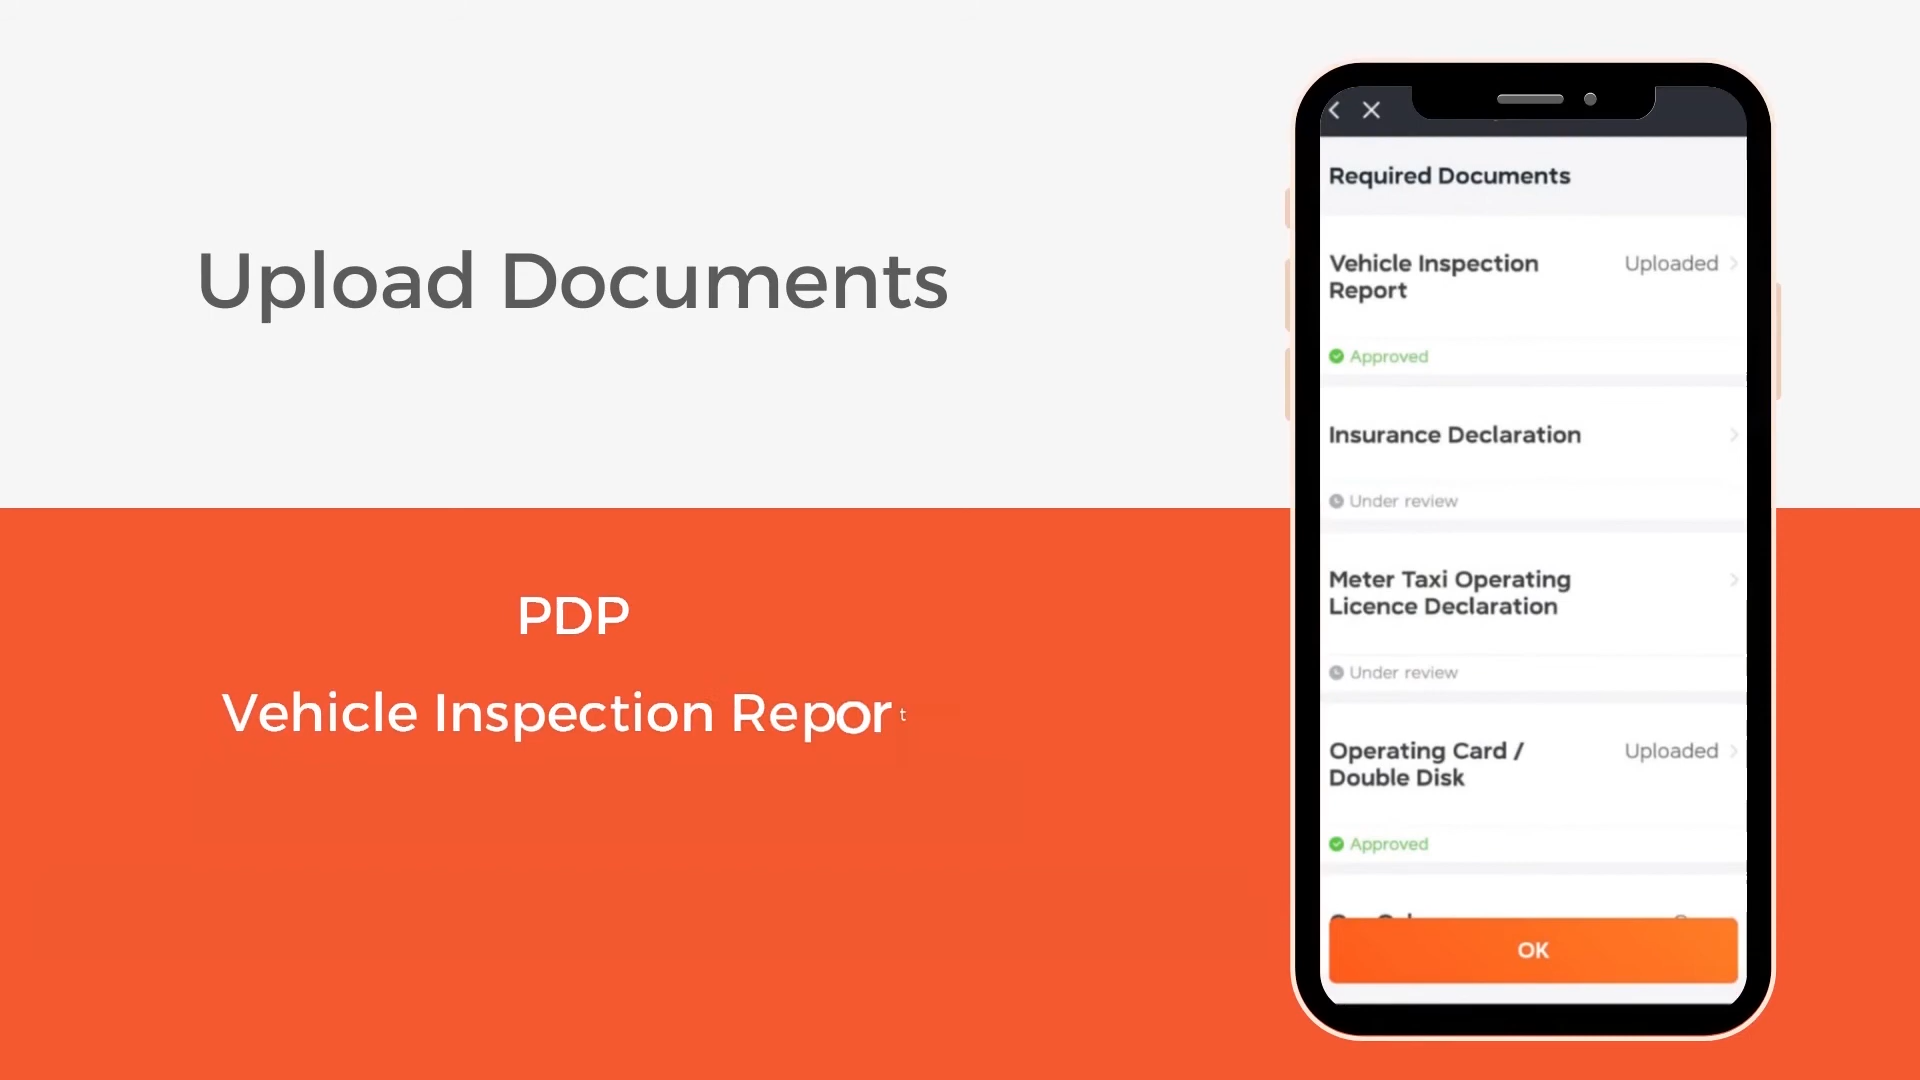 Upload Documents
PDP
Vehicle Inspection Report
Required Documents
Vehicle Inspection
Report
Uploaded
Approved
Insurance Declaration
Under review
Meter Taxi Operating
Licence Declaration
Under review
Operating Card /
Double Disk
Uploaded
Approved
OK